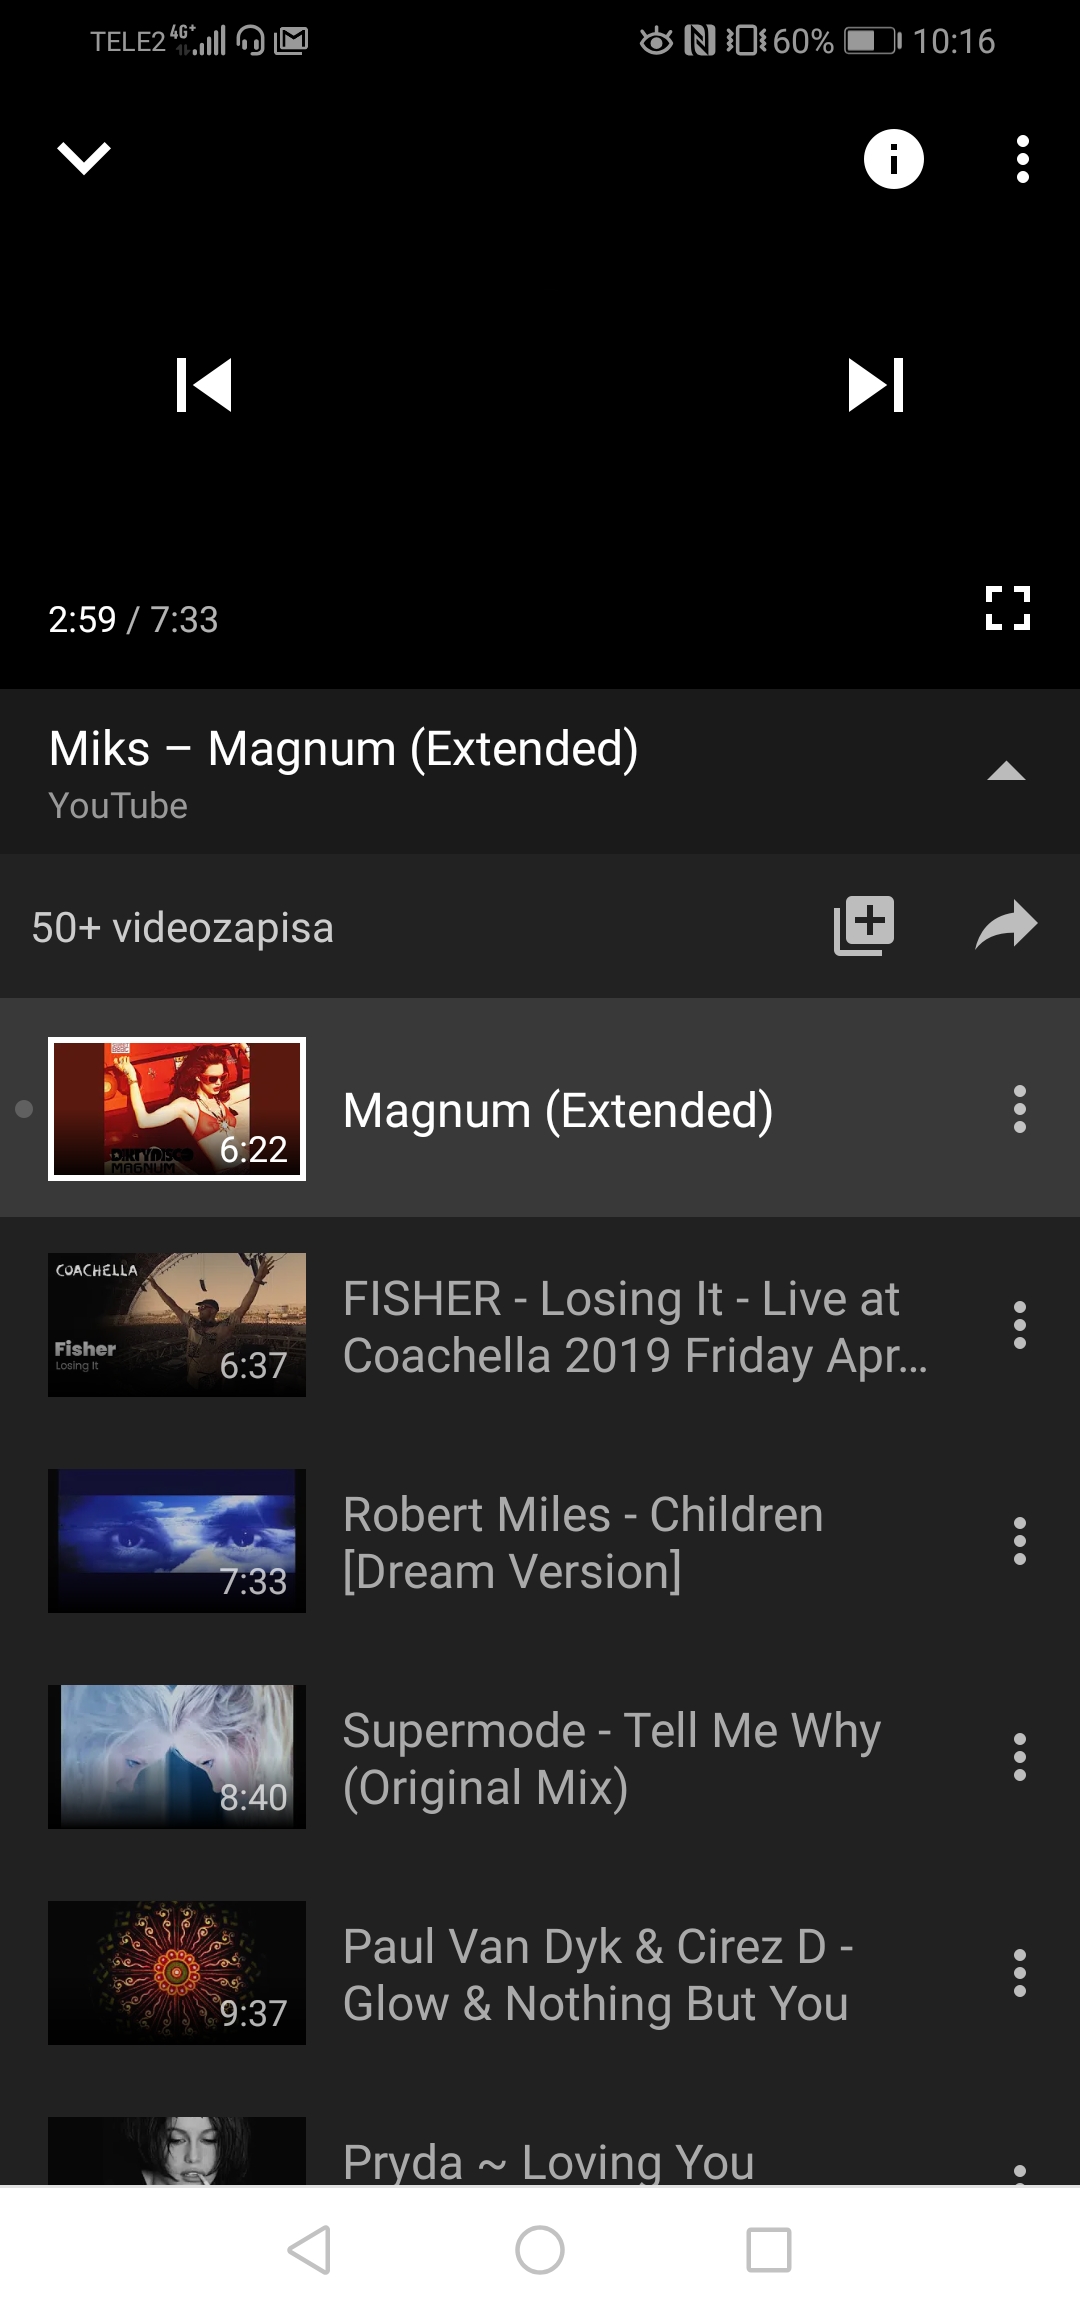 TELE2 4G+ 60% 10:16
2:59 / 7:33
Miks – Magnum (Extended)
YouTube
50+ videozapisa
DIRTY DISCO
MAGNUM
6:22
Magnum (Extended)
COACHELLA
Fisher
Losing It
6:37
FISHER - Losing It - Live at
Coachella 2019 Friday Apr...
7:33
Robert Miles - Children
[Dream Version]
8:40
Supermode - Tell Me Why
(Original Mix)
9:37
Paul Van Dyk & Cirez D -
Glow & Nothing But You
Pryda ~ Loving You